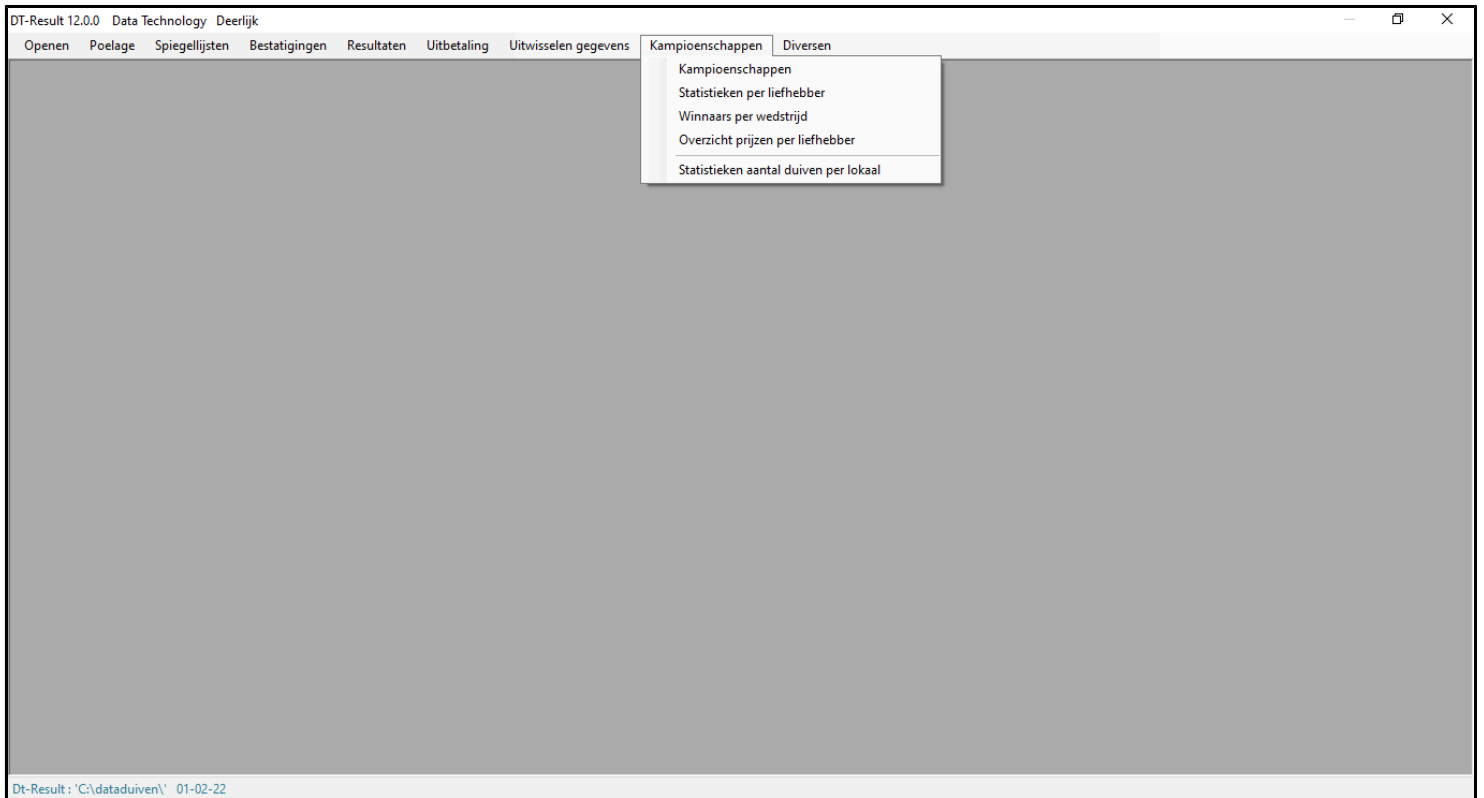 DT-Result 12.0.0 Data Technology Deerlijk
Openen Poelage Spiegellijsten Bestatigingen Resultaten Uitbetaling Uitwisselen gegevens Kampioenschappen Diversen
Kampioenschappen
Statistieken per liefhebber
Winnaars per wedstrijd
Overzicht prijzen per liefhebber
Statistieken aantal duiven per lokaal
Dt-Result : 'C:\dataduiven\' 01-02-22